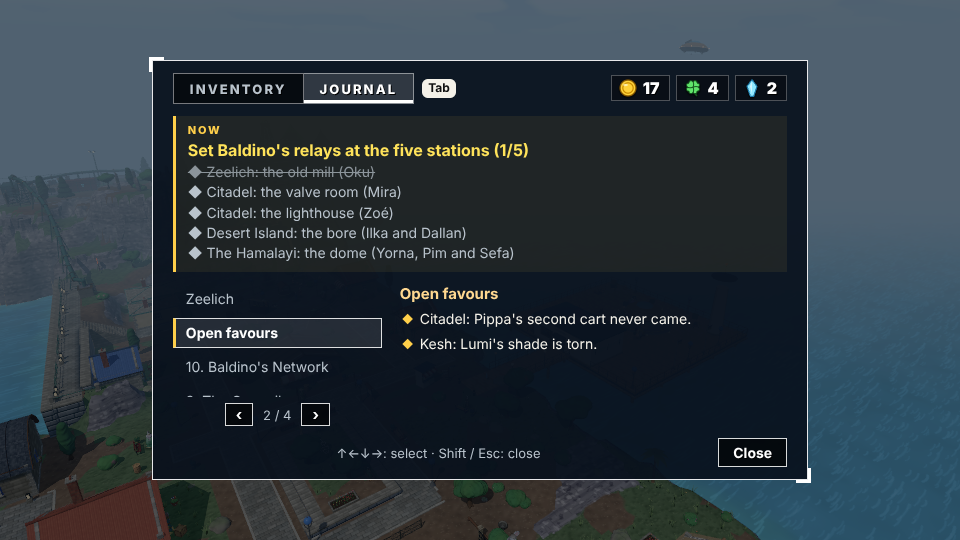 INVENTORY JOURNAL Tab 17 4 2
NOW
Set Baldino's relays at the five stations (1/5)
Zeelich: the old mill (Oku)
Citadel: the valve room (Mira)
Citadel: the lighthouse (Zoé)
Desert Island: the bore (Ilka and Dallan)
The Hamalayi: the dome (Yorna, Pim and Sefa)
Zeelich
Open favours
10. Baldino's Network
‹ 2 / 4 ›
Open favours
Citadel: Pippa's second cart never came.
Kesh: Lumi's shade is torn.
↑←↓→: select · Shift / Esc: close
Close